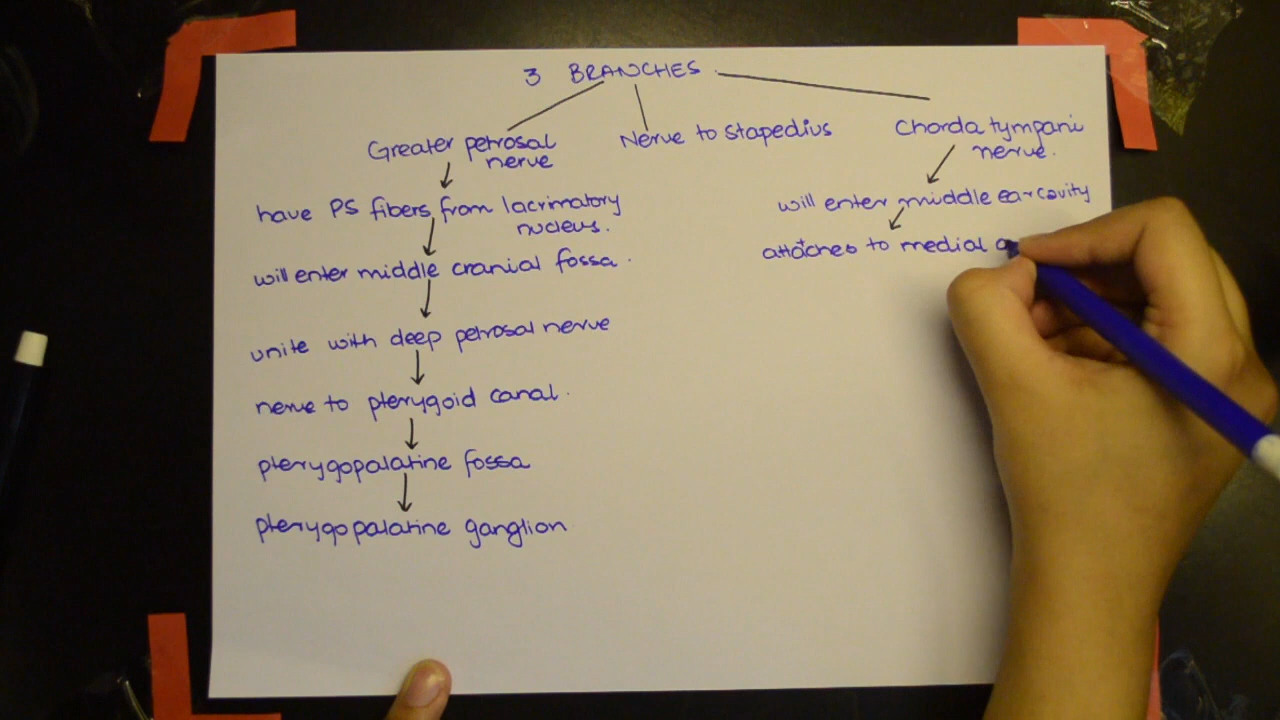 3 BRANCHES
Greater petrosal
nerve
Nerve to stapedius
Chorda tympani
nerve.
have PS fibers from lacrimatory
nucleus.
will enter middle cranial fossa.
unite with deep petrosal nerve
nerve to pterygoid canal.
pterygopalatine fossa
pterygopalatine ganglion
will enter middle ear cavity
attatches to medial